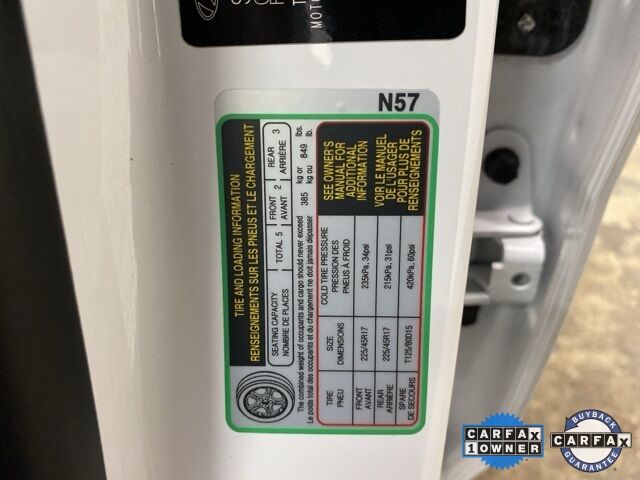 MOTO
N57
TIRE AND LOADING INFORMATION
RENSEIGNEMENTS SUR LES PNEUS ET LE CHARGEMENT
SEATING CAPACITY
NOMBRE DE PLACES
TOTAL 5
FRONT 2
AVANT
REAR 3
ARRIÈRE
The combined weight of occupants and cargo should never exceed 385 kg or 849 lbs.
Le poids total des occupants et du chargement ne doit jamais dépasser kg ou lb.
TIRE
PNEU
SIZE
DIMENSIONS
COLD TIRE PRESSURE
PRESSION DES
PNEUS À FROID
SEE OWNER'S
MANUAL FOR
ADDITIONAL
INFORMATION
FRONT
AVANT
225/45R17
235kPa, 34psi
REAR
ARRIÈRE
225/45R17
215kPa, 31psi
VOIR LE MANUEL
DE L'USAGER
POUR PLUS DE
RENSEIGNEMENTS
SPARE
DE SECOURS
T125/80D15
420kPa, 60psi
CARFAX
1 OWNER
BUYBACK
CARFAX
GUARANTEE